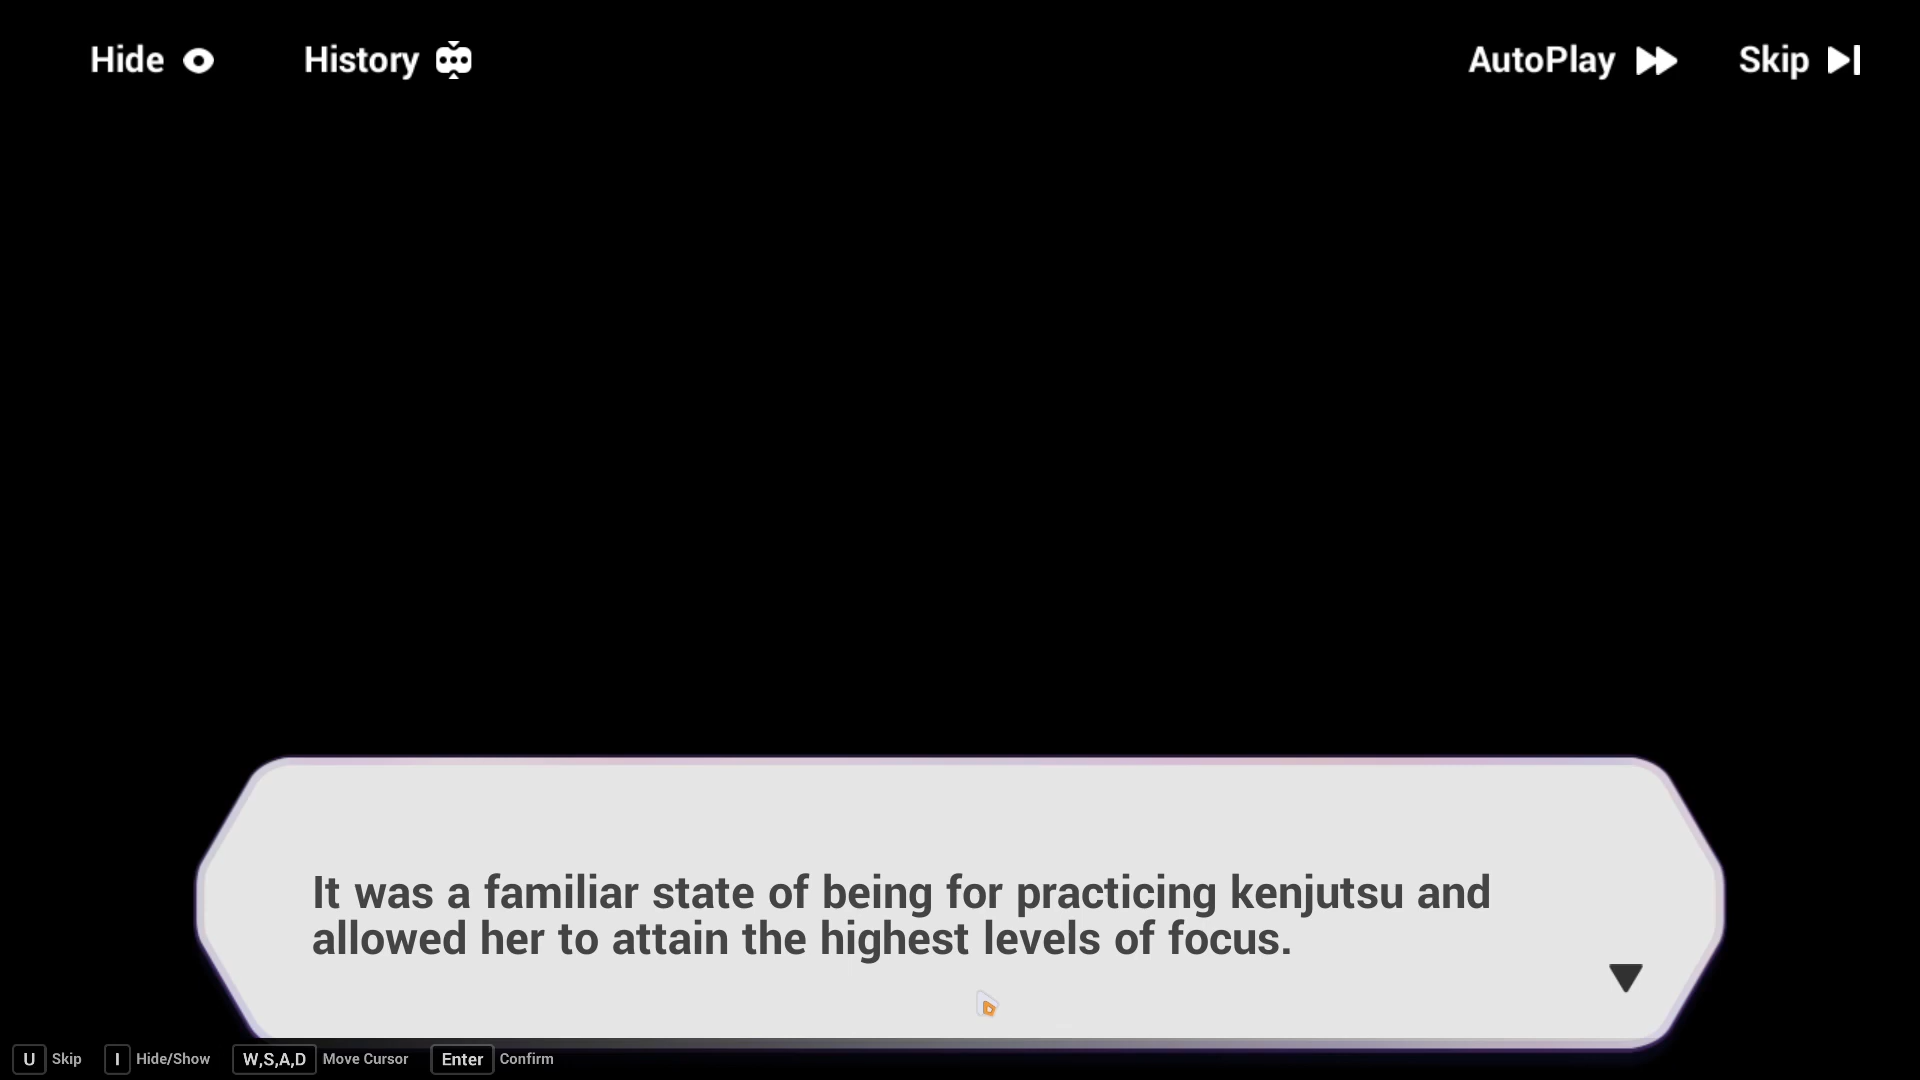 Hide
History
AutoPlay
Skip
It was a familiar state of being for practicing kenjutsu and
allowed her to attain the highest levels of focus.
U Skip I Hide/Show W,S,A,D Move Cursor Enter Confirm